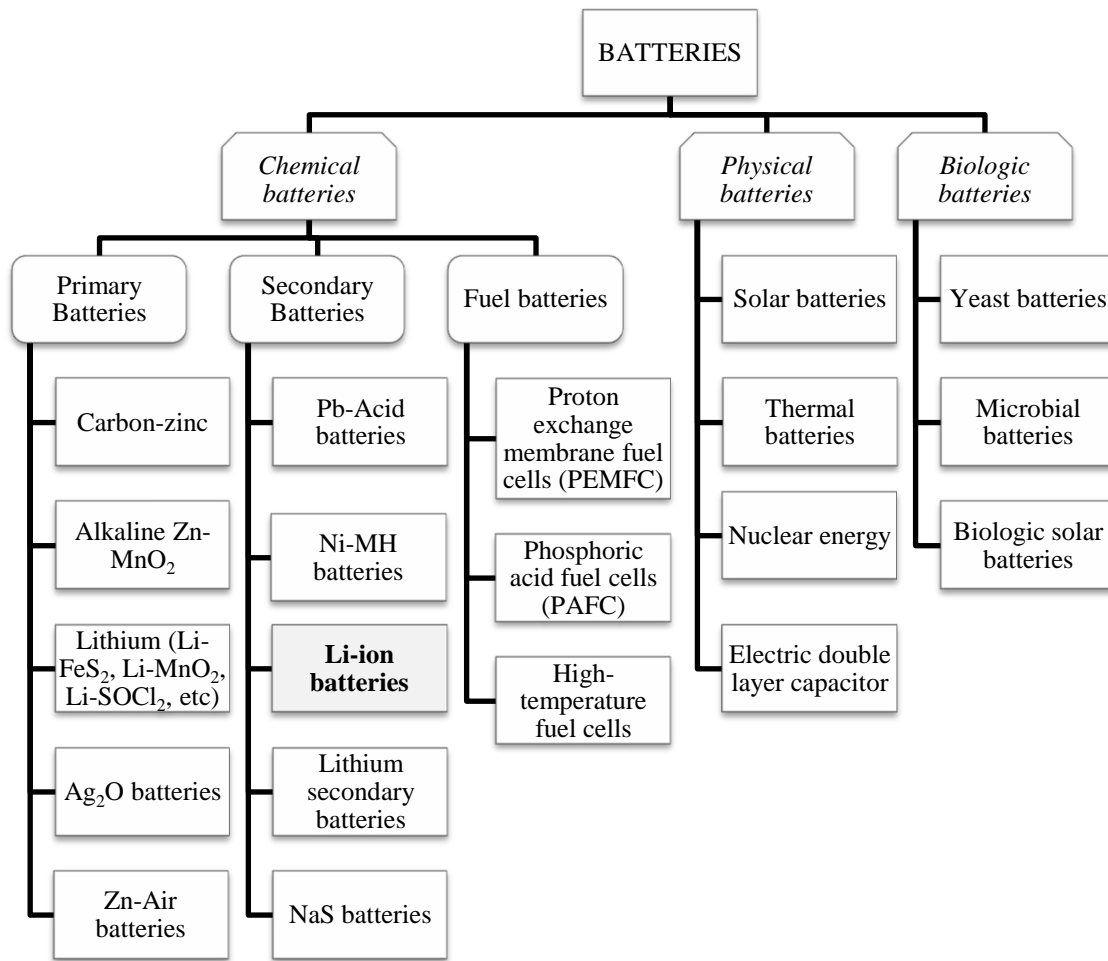 BATTERIES
Chemical
batteries
Physical
batteries
Biologic
batteries
Primary
Batteries
Secondary
Batteries
Fuel batteries
Solar batteries
Yeast batteries
Carbon-zinc
Pb-Acid
batteries
Proton
exchange
membrane fuel
cells (PEMFC)
Thermal
batteries
Microbial
batteries
Alkaline Zn-
MnO₂
Ni-MH
batteries
Phosphoric
acid fuel cells
(PAFC)
Nuclear energy
Biologic solar
batteries
Lithium (Li-
FeS₂, Li-MnO₂,
Li-SOCl₂, etc)
Li-ion
batteries
High-
temperature
fuel cells
Electric double
layer capacitor
Ag₂O batteries
Lithium
secondary
batteries
Zn-Air
batteries
NaS batteries